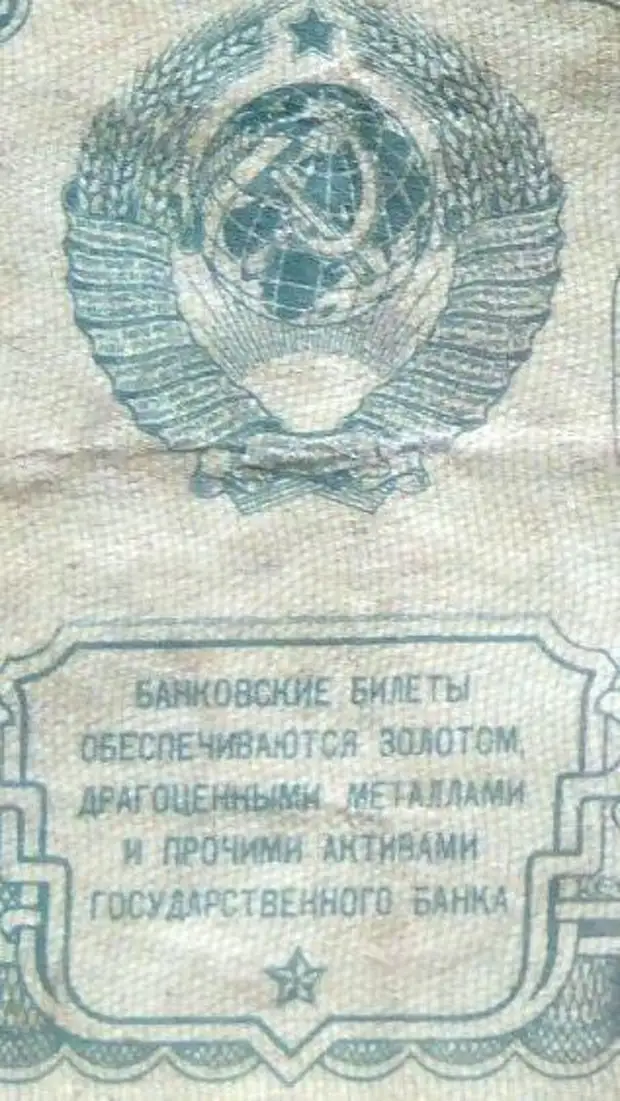 БАНКОВСКИЕ БИЛЕТЫ
ОБЕСПЕЧИВАЮТСЯ ЗОЛОТОМ,
ДРАГОЦЕННЫМИ МЕТАЛЛАМИ
И ПРОЧИМИ АКТИВАМИ
ГОСУДАРСТВЕННОГО БАНКА